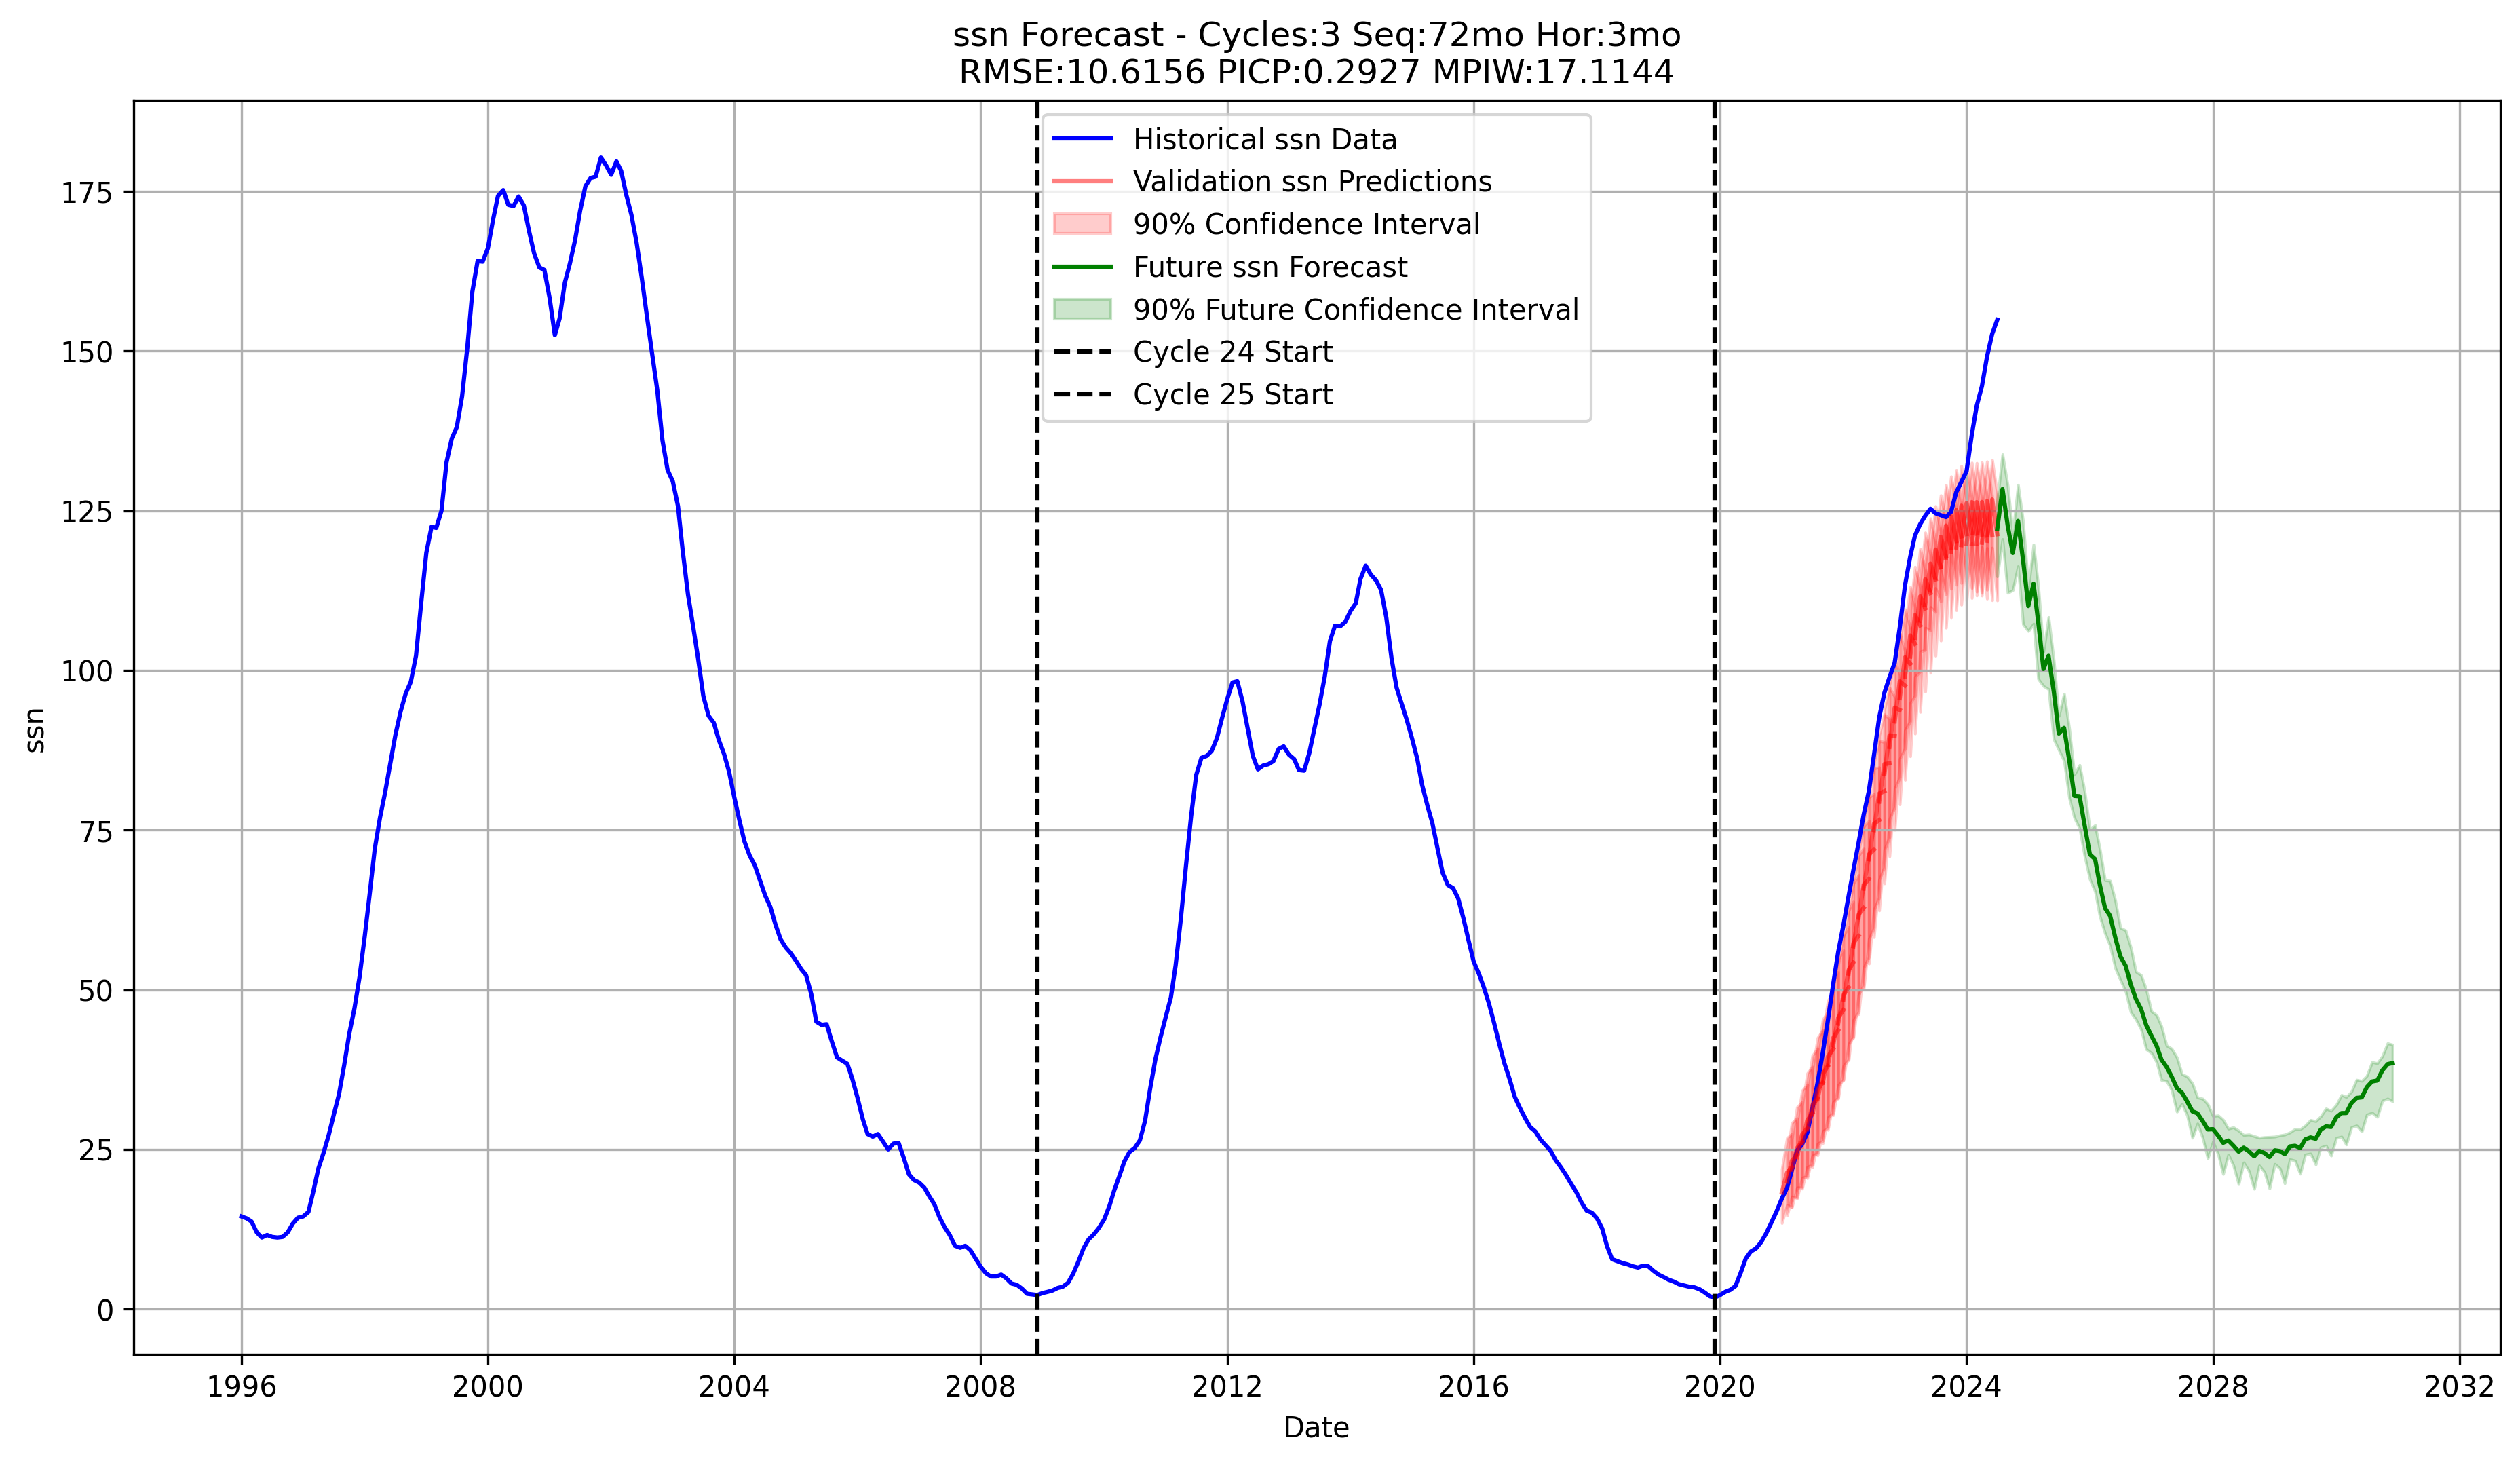 ssn Forecast - Cycles:3 Seq:72mo Hor:3mo
RMSE:10.6156 PICP:0.2927 MPIW:17.1144
Historical ssn Data
Validation ssn Predictions
90% Confidence Interval
Future ssn Forecast
90% Future Confidence Interval
Cycle 24 Start
Cycle 25 Start
175
150
125
100
75
50
25
0
ssn
1996 2000 2004 2008 2012 2016 2020 2024 2028 2032
Date